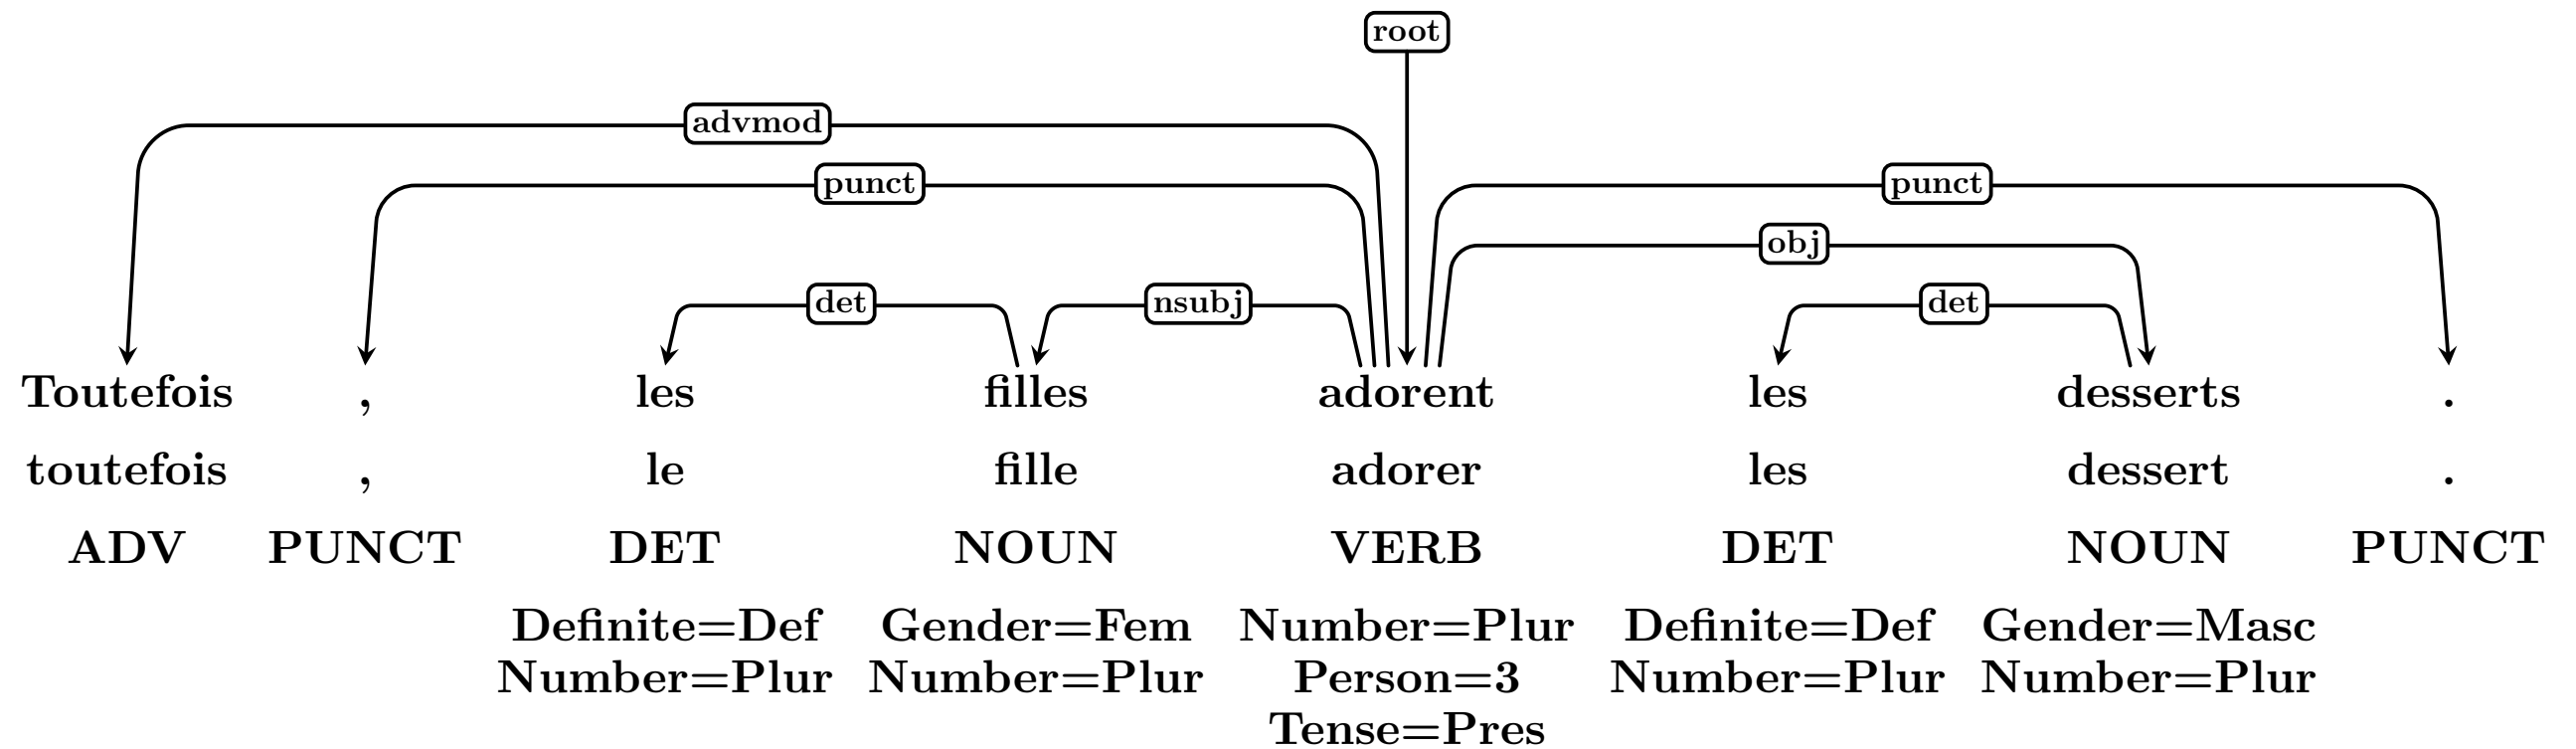 root
advmod
punct punct
obj
det nsubj det
Toutefois , les filles adorent les desserts .
toutefois , le fille adorer les dessert .
ADV PUNCT DET NOUN VERB DET NOUN PUNCT
Definite=Def Gender=Fem Number=Plur Definite=Def Gender=Masc
Number=Plur Number=Plur Person=3 Number=Plur Number=Plur
Tense=Pres